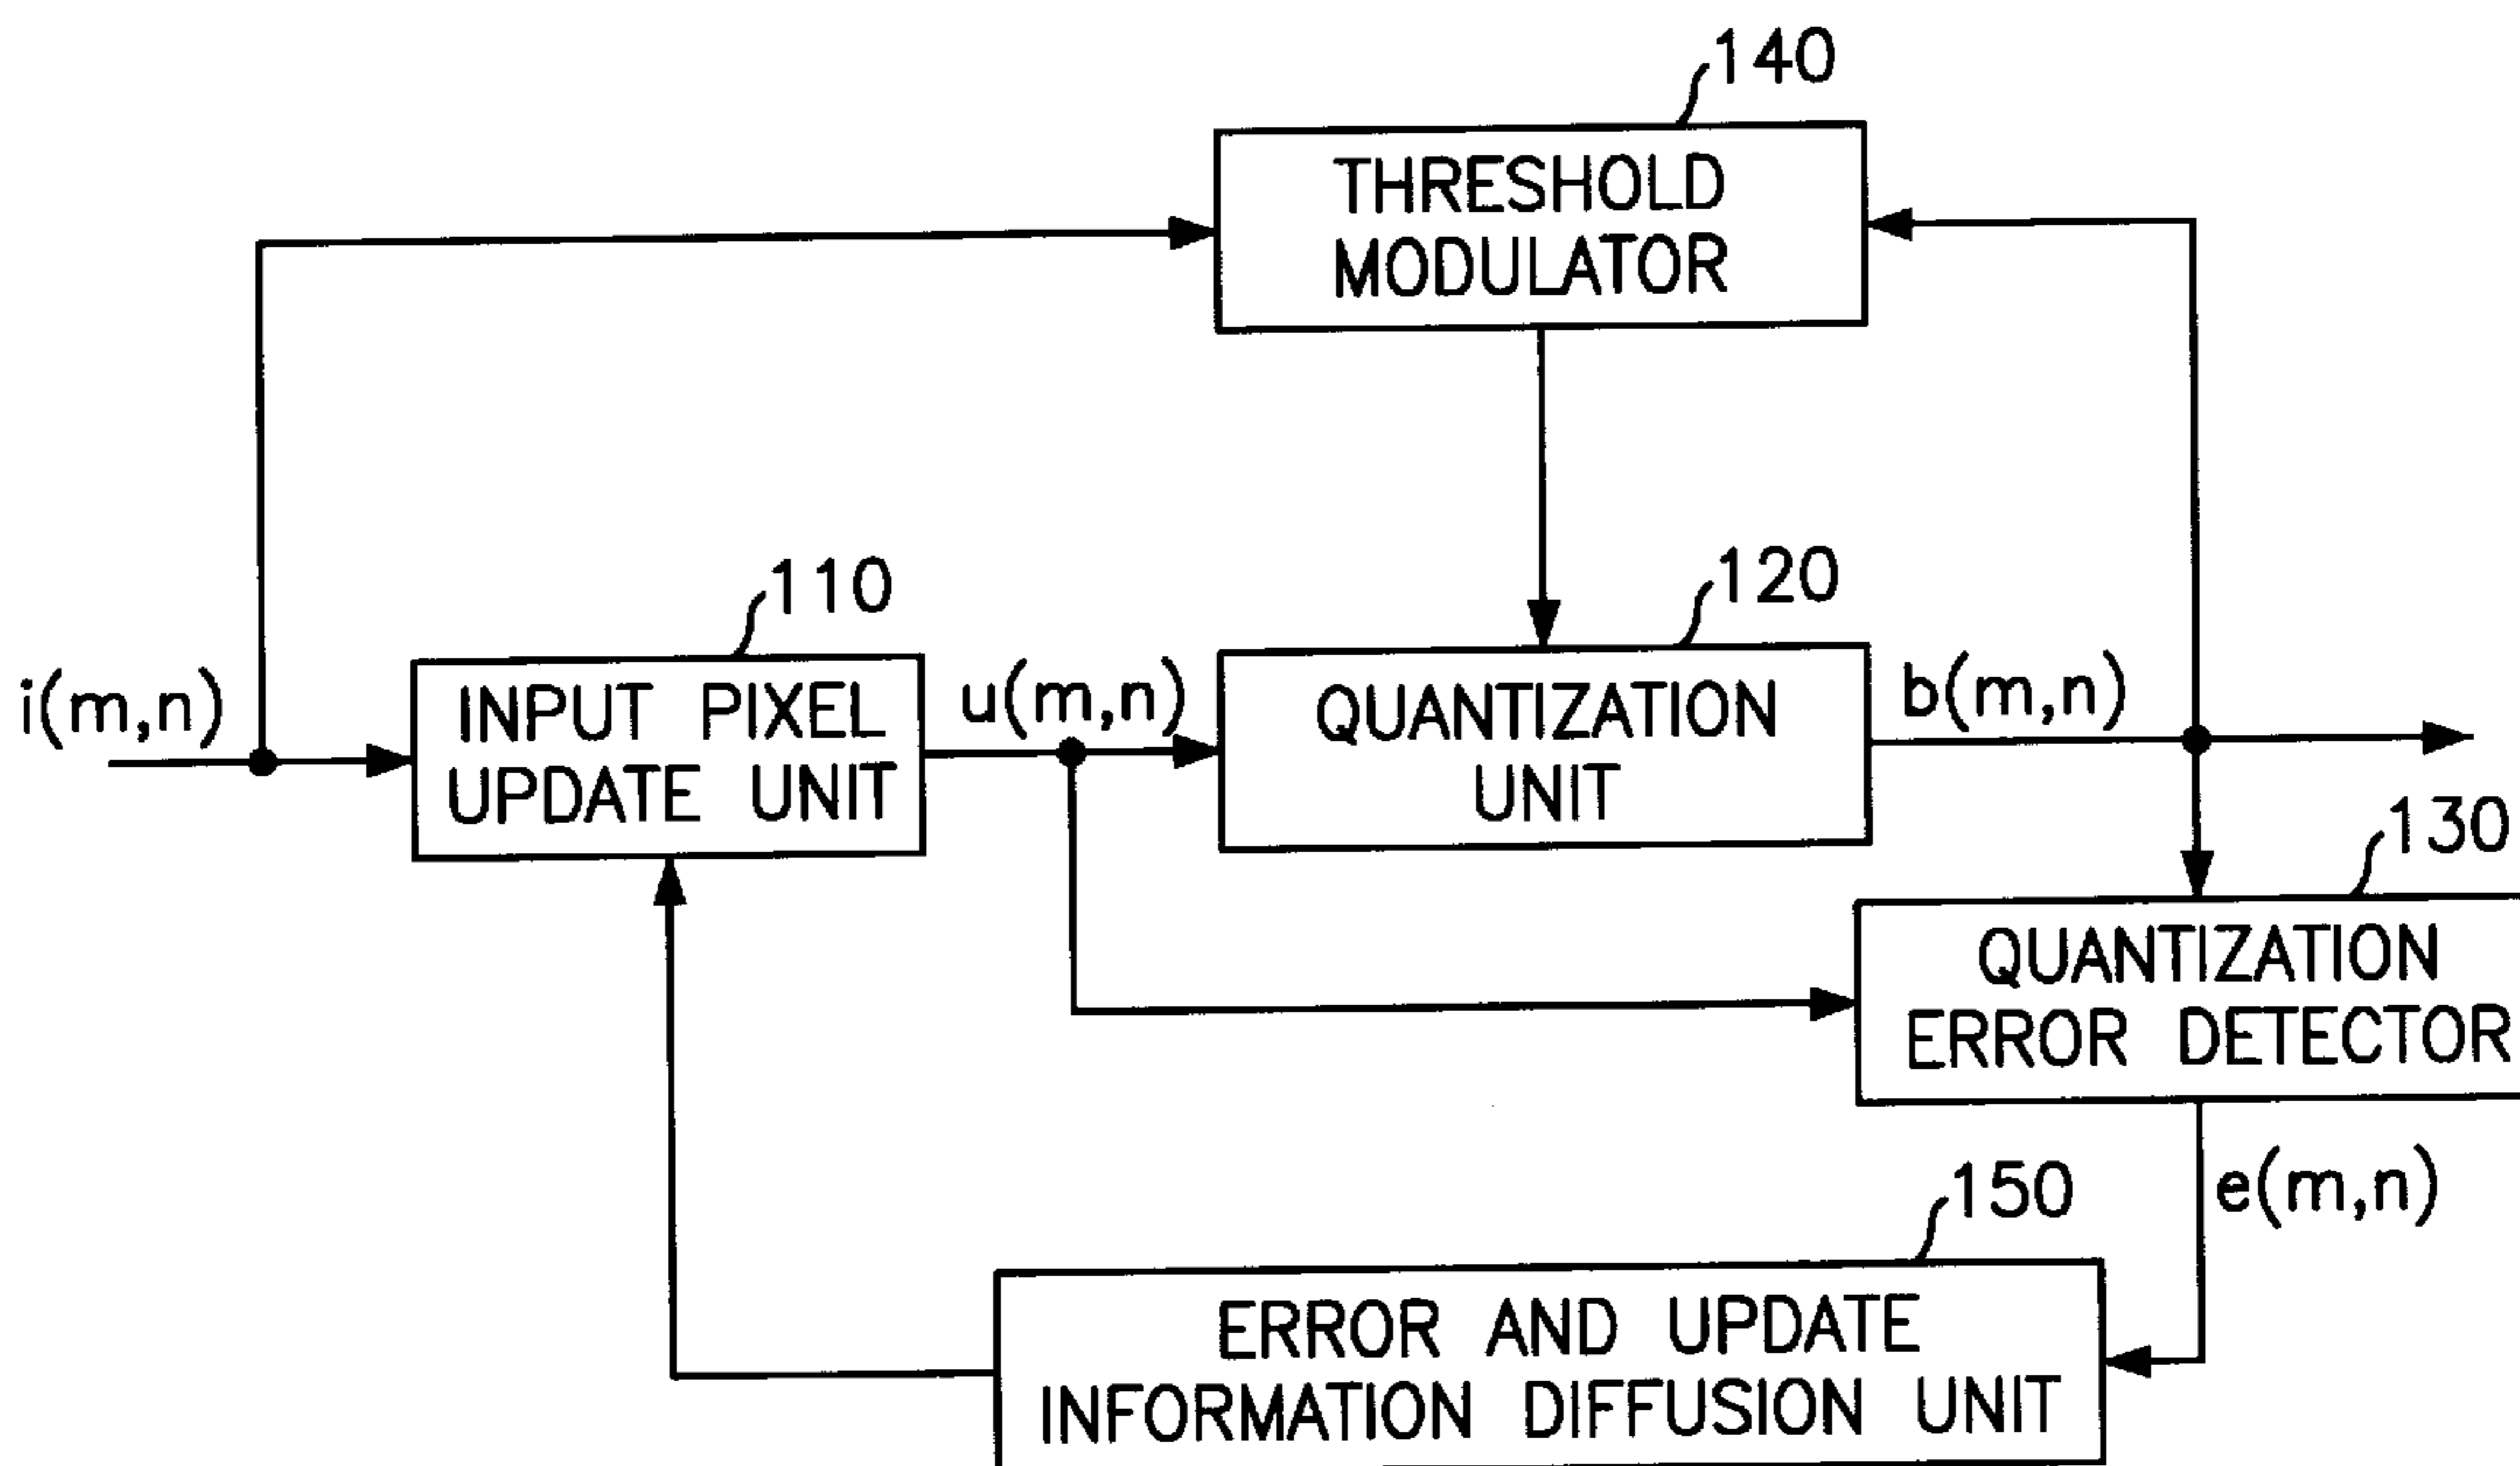 140
THRESHOLD
MODULATOR
110
120
i(m,n)
INPUT PIXEL
UPDATE UNIT
u(m,n)
QUANTIZATION
UNIT
b(m,n)
130
QUANTIZATION
ERROR DETECTOR
e(m,n)
150
ERROR AND UPDATE
INFORMATION DIFFUSION UNIT